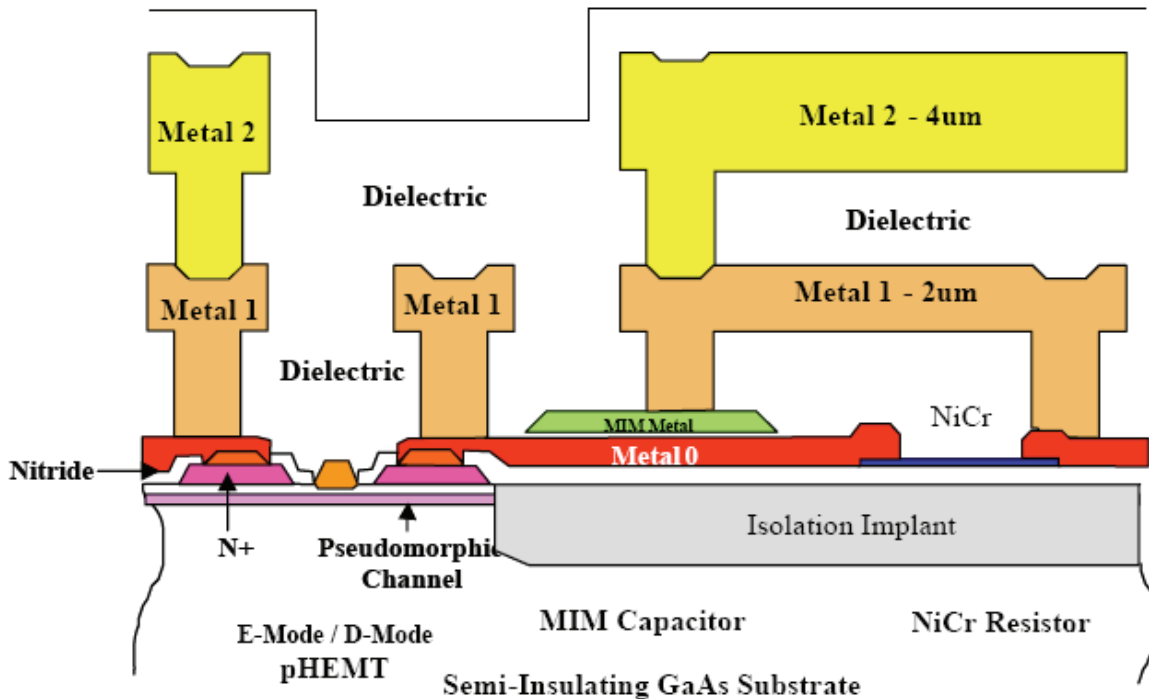 Metal 2
Metal 2 - 4um
Dielectric
Dielectric
Metal 1
Metal 1
Metal 1 - 2um
Dielectric
NiCr
MIM Metal
Nitride
Metal 0
N+
Pseudomorphic
Channel
Isolation Implant
E-Mode / D-Mode
pHEMT
MIM Capacitor
NiCr Resistor
Semi-Insulating GaAs Substrate